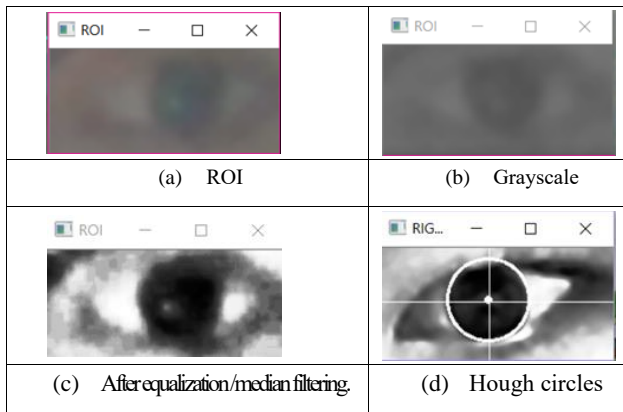 ROI
ROI
(a) ROI
(b) Grayscale
ROI
RIG...
(c) After equalization/median filtering.
(d) Hough circles